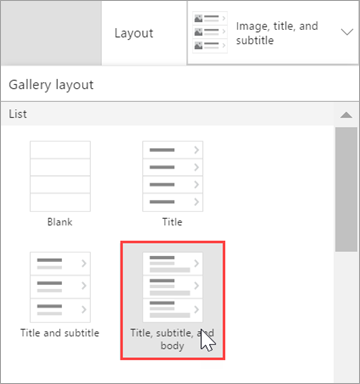 Layout
Image, title, and
subtitle
Gallery layout
List
Blank
Title
Title and subtitle
Title, subtitle, and
body